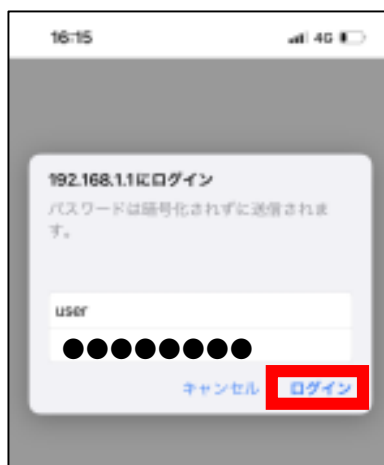 16:15 4G
192.168.1.1にログイン
パスワードは暗号化されずに送信されま
す。
user
●●●●●●●●
キャンセル ログイン